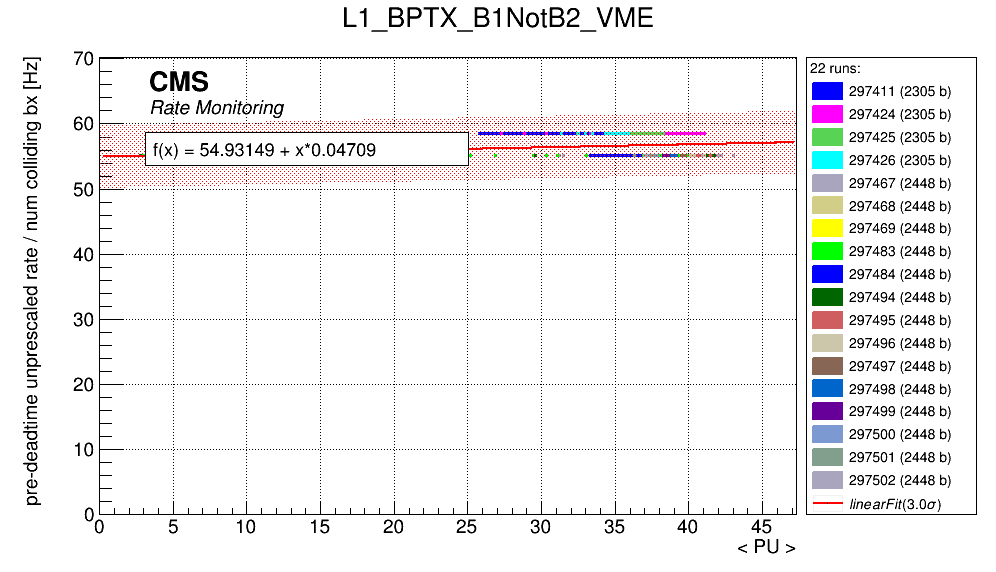 L1_BPTX_B1NotB2_VME
pre-deadtime unprescaled rate / num colliding bx [Hz]
70
60
50
40
30
20
10
0
CMS
Rate Monitoring
f(x) = 54.93149 + x*0.04709
0 5 10 15 20 25 30 35 40 45
< PU >
22 runs:
297411 (2305 b)
297424 (2305 b)
297425 (2305 b)
297426 (2305 b)
297467 (2448 b)
297468 (2448 b)
297469 (2448 b)
297483 (2448 b)
297484 (2448 b)
297494 (2448 b)
297495 (2448 b)
297496 (2448 b)
297497 (2448 b)
297498 (2448 b)
297499 (2448 b)
297500 (2448 b)
297501 (2448 b)
297502 (2448 b)
linearFit(3.0σ)